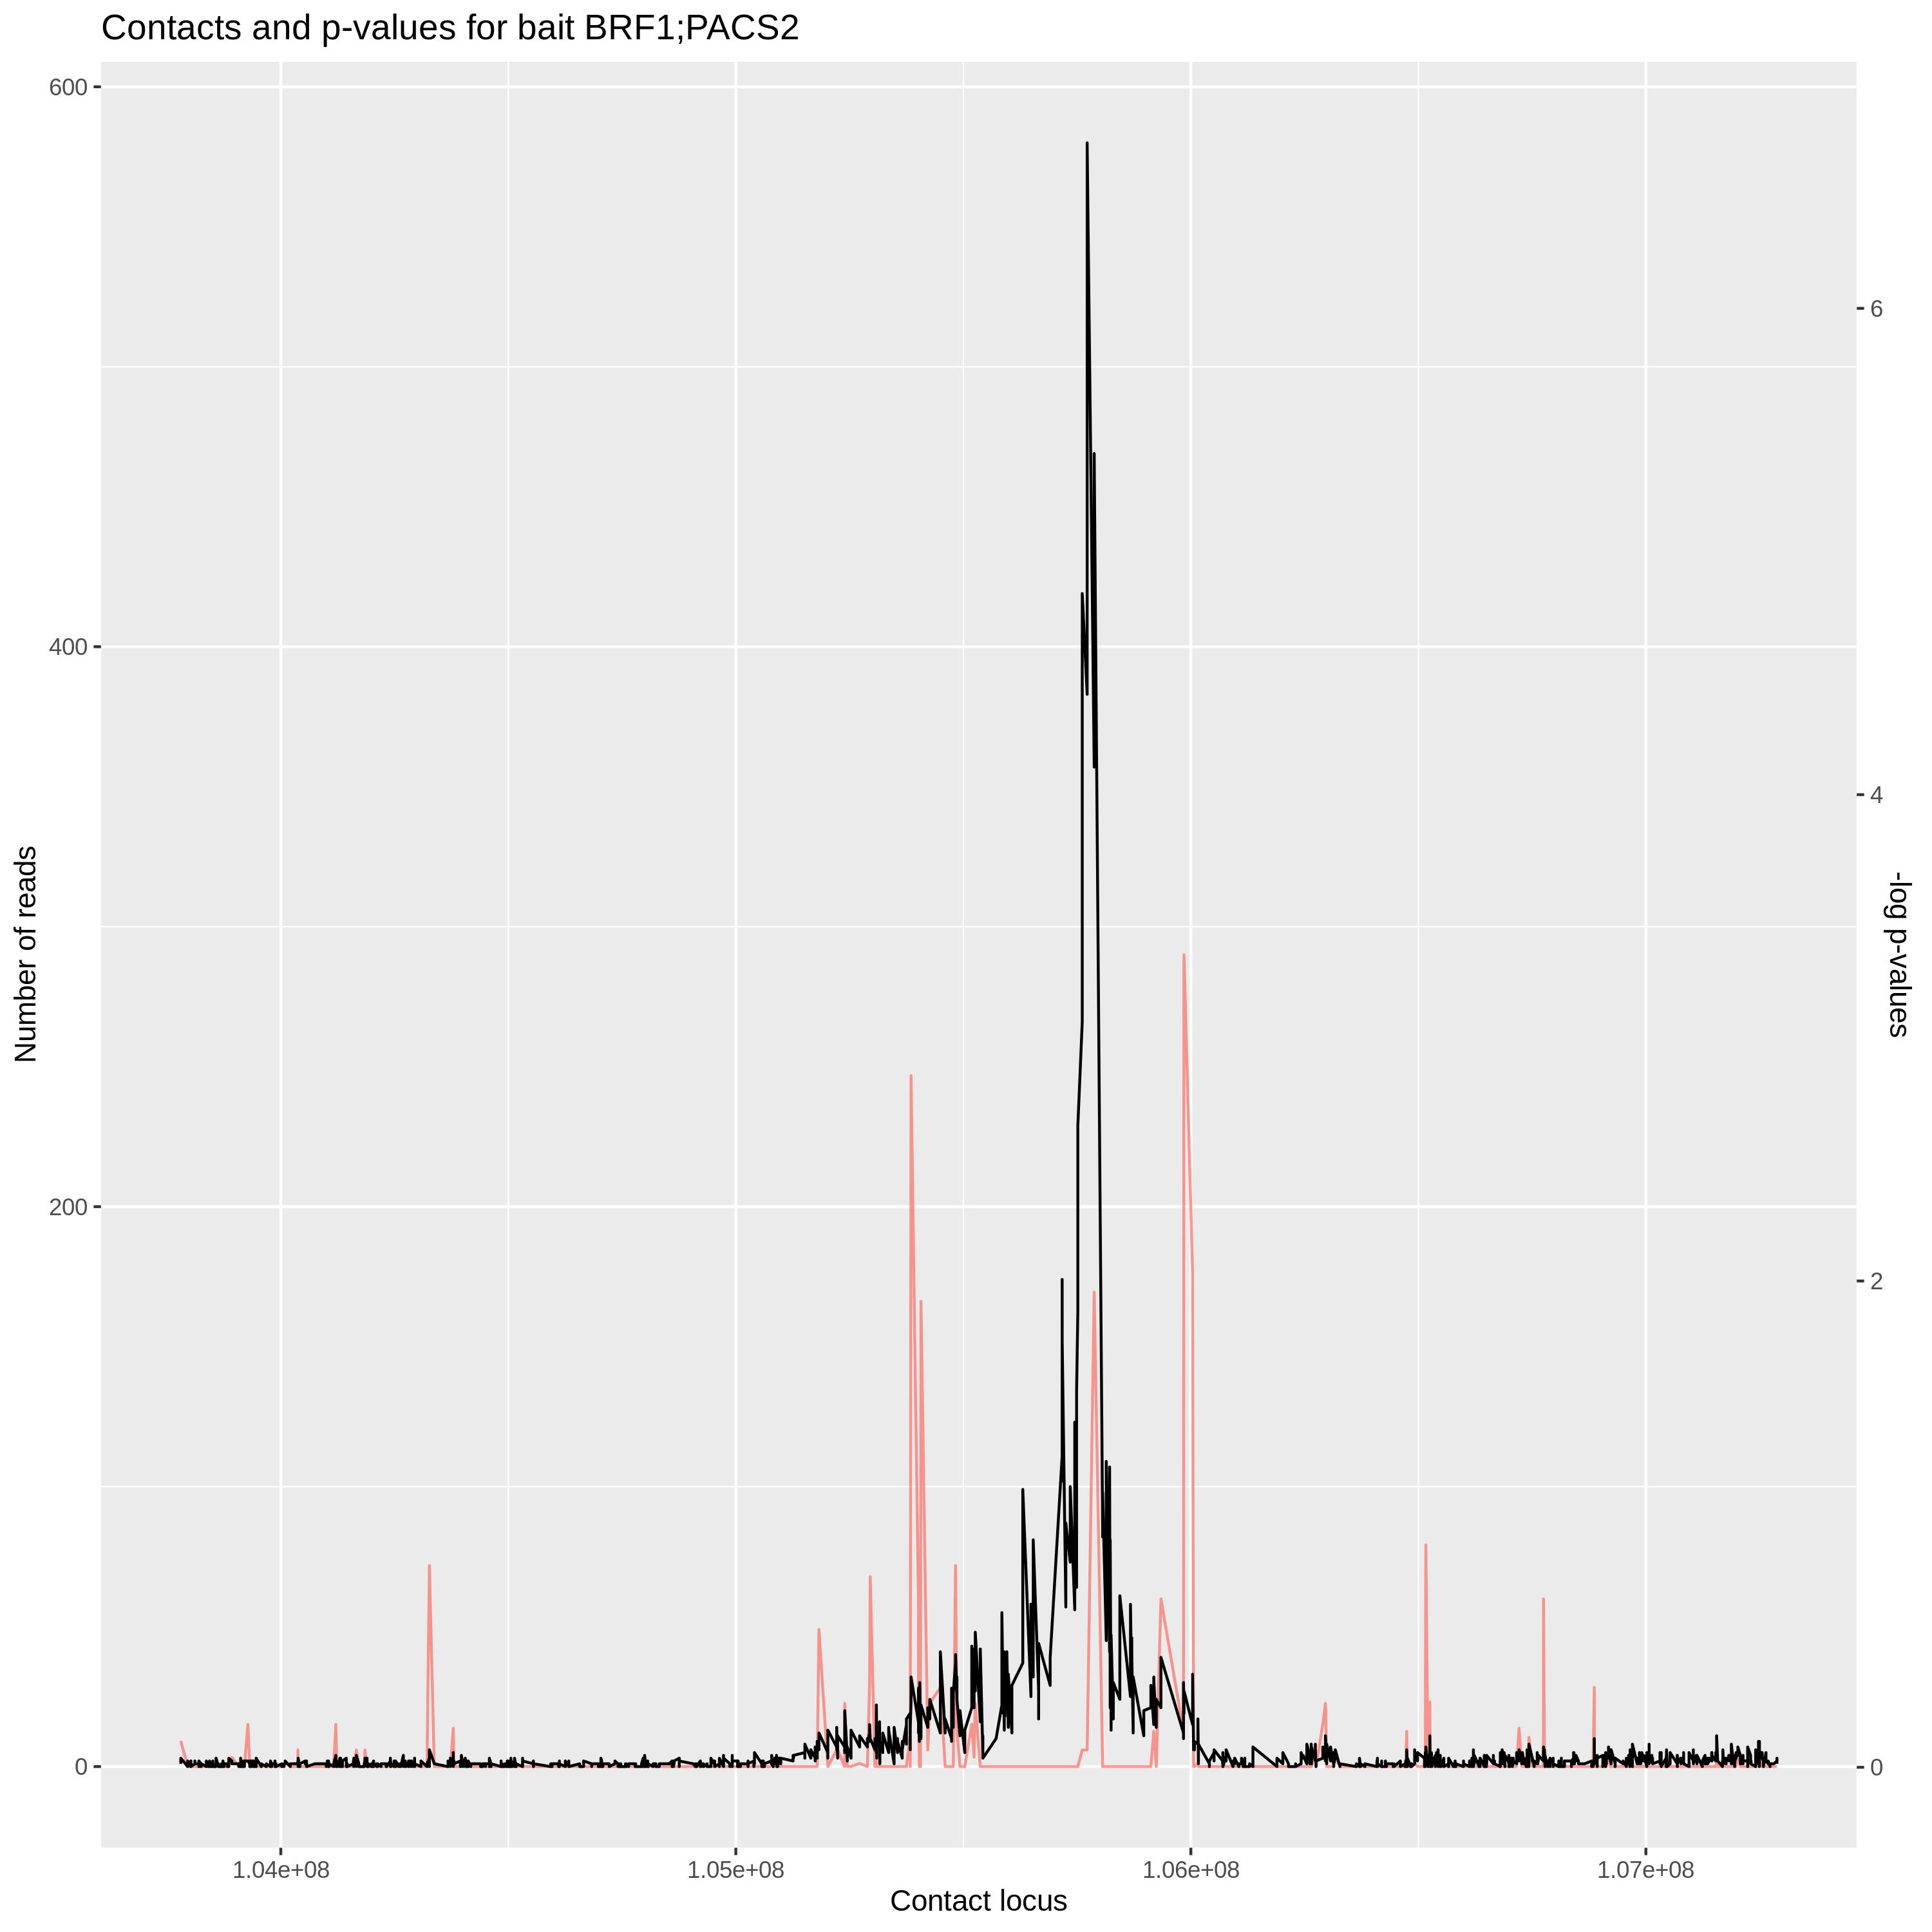 Contacts and p-values for bait BRF1;PACS2
600
400
200
0
Number of reads
6
4
2
0
-log p-values
1.04e+08
1.05e+08
1.06e+08
1.07e+08
Contact locus